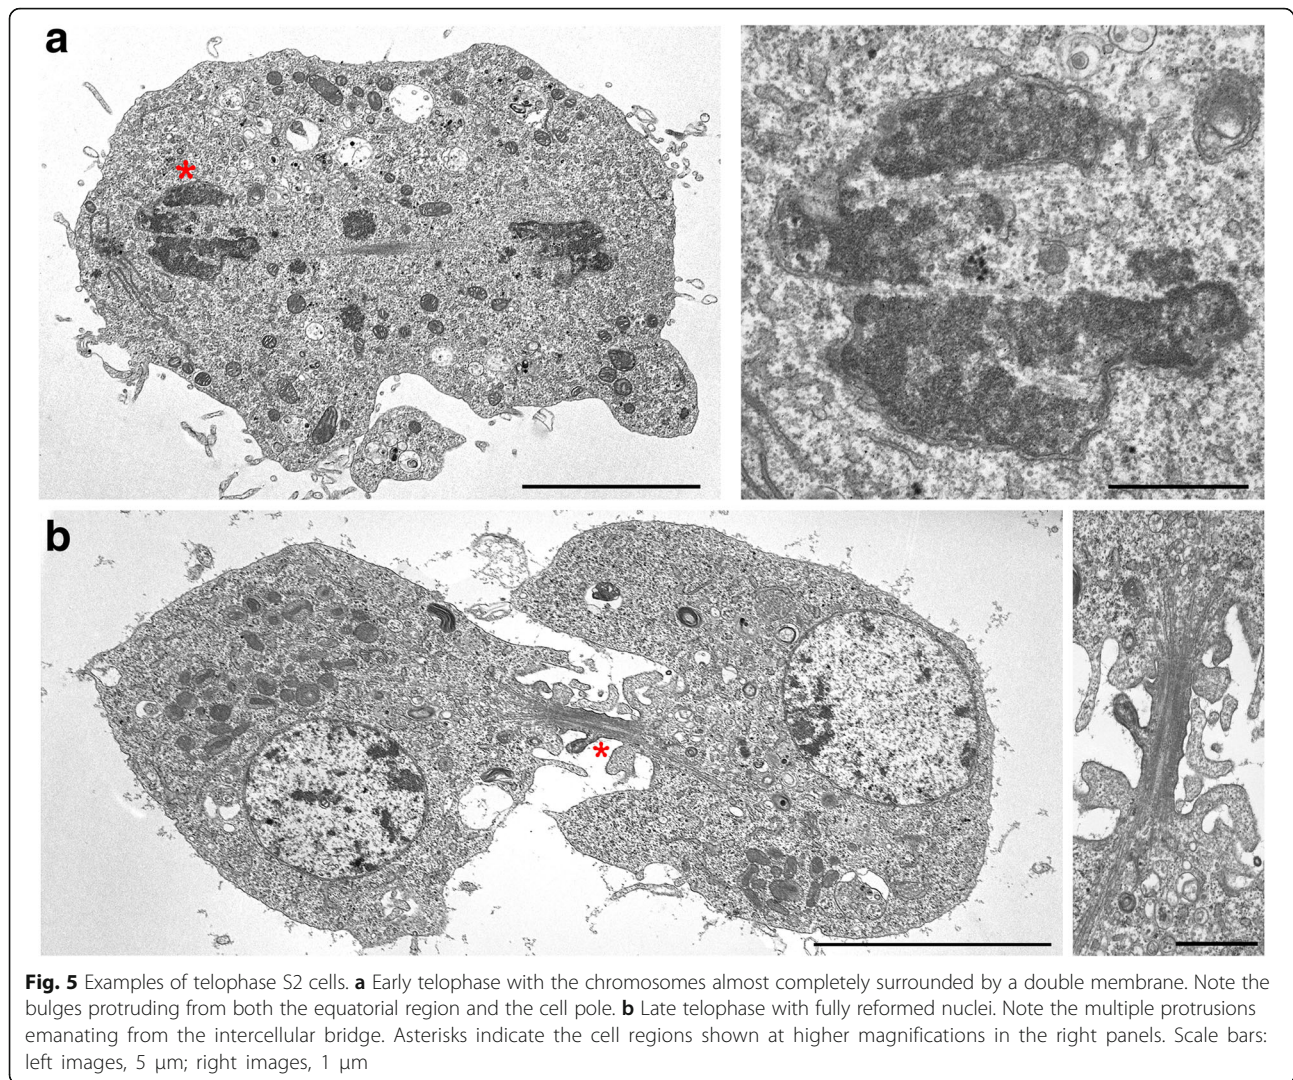 a
*
b
*
Fig. 5 Examples of telophase S2 cells. a Early telophase with the chromosomes almost completely surrounded by a double membrane. Note the
bulges protruding from both the equatorial region and the cell pole. b Late telophase with fully reformed nuclei. Note the multiple protrusions
emanating from the intercellular bridge. Asterisks indicate the cell regions shown at higher magnifications in the right panels. Scale bars:
left images, 5 μm; right images, 1 μm